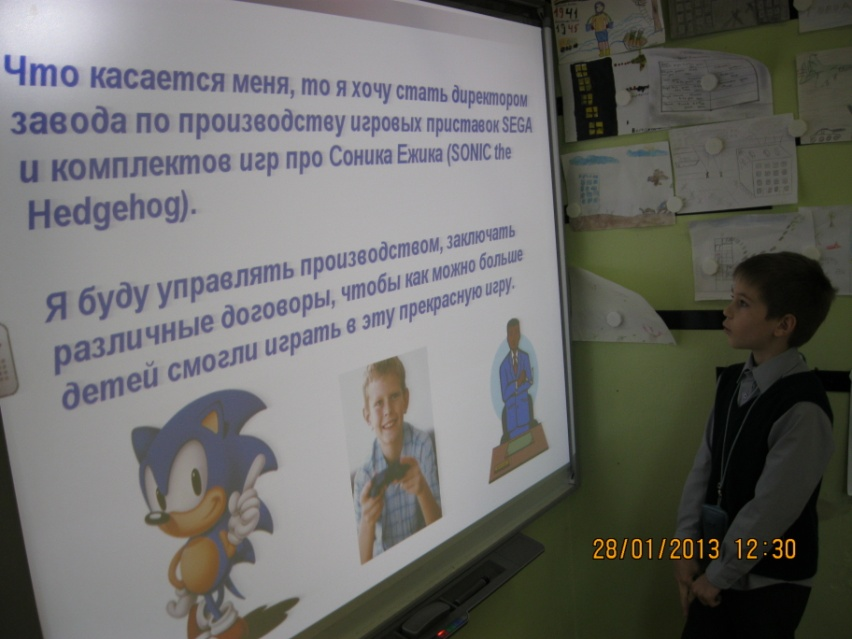 Что касается меня, то я хочу стать директором
завода по производству игровых приставок SEGA
и комплектов игр про Соника Ежика (SONIC the
Hedgehog).
Я буду управлять производством, заключать
различные договоры, чтобы как можно больше
детей смогли играть в эту прекрасную игру.
1941
1945
28/01/2013 12:30